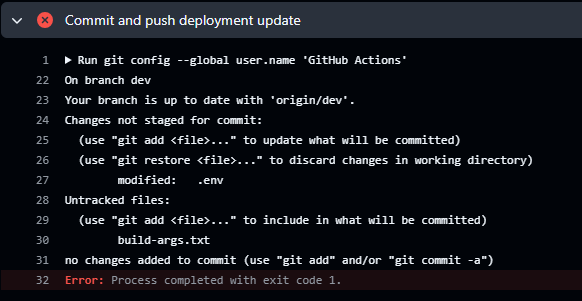 Commit and push deployment update
1 Run git config --global user.name 'GitHub Actions'
22 On branch dev
23 Your branch is up to date with 'origin/dev'.
24 Changes not staged for commit:
25 (use "git add <file>..." to update what will be committed)
26 (use "git restore <file>..." to discard changes in working directory)
27 modified: .env
28 Untracked files:
29 (use "git add <file>..." to include in what will be committed)
30 build-args.txt
31 no changes added to commit (use "git add" and/or "git commit -a")
32 Error: Process completed with exit code 1.